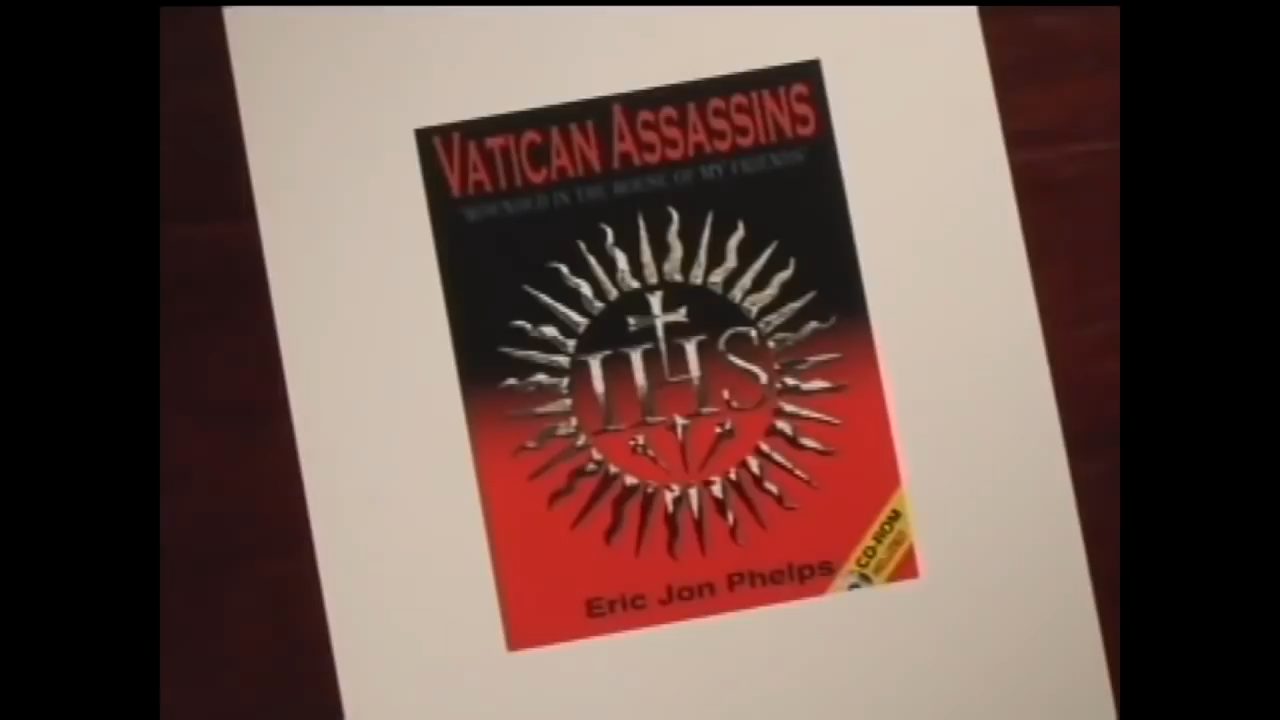 VATICAN ASSASSINS
"WOUNDED IN THE HOUSE OF MY FRIENDS"
IHS
CD-ROM
Eric Jon Phelps